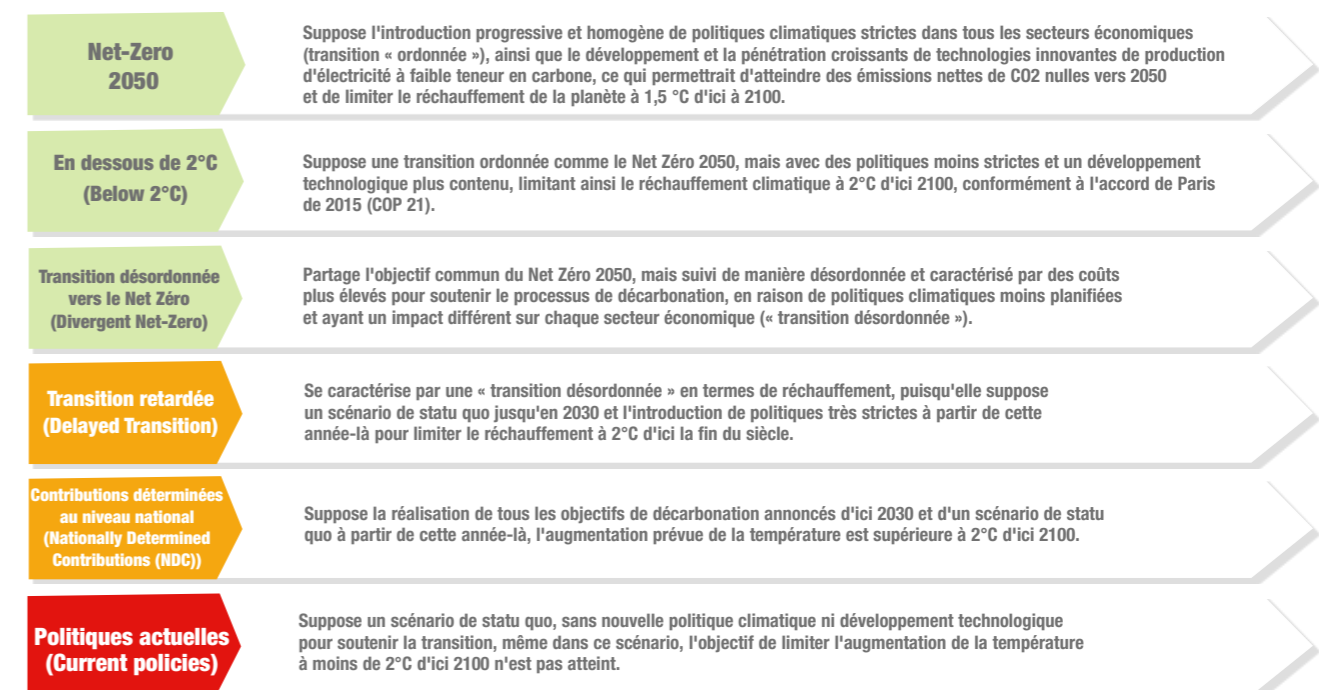 Net-Zero
2050
Suppose l'introduction progressive et homogène de politiques climatiques strictes dans tous les secteurs économiques
(transition « ordonnée »), ainsi que le développement et la pénétration croissants de technologies innovantes de production
d'électricité à faible teneur en carbone, ce qui permettrait d'atteindre des émissions nettes de CO2 nulles vers 2050
et de limiter le réchauffement de la planète à 1,5 °C d'ici à 2100.
En dessous de 2°C
(Below 2°C)
Suppose une transition ordonnée comme le Net Zéro 2050, mais avec des politiques moins strictes et un développement
technologique plus contenu, limitant ainsi le réchauffement climatique à 2°C d'ici 2100, conformément à l'accord de Paris
de 2015 (COP 21).
Transition désordonnée
vers le Net Zéro
(Divergent Net-Zero)
Partage l'objectif commun du Net Zéro 2050, mais suivi de manière désordonnée et caractérisé par des coûts
plus élevés pour soutenir le processus de décarbonation, en raison de politiques climatiques moins planifiées
et ayant un impact différent sur chaque secteur économique (« transition désordonnée »).
Transition retardée
(Delayed Transition)
Se caractérise par une « transition désordonnée » en termes de réchauffement, puisqu'elle suppose
un scénario de statu quo jusqu'en 2030 et l'introduction de politiques très strictes à partir de cette
année-là pour limiter le réchauffement à 2°C d'ici la fin du siècle.
Contributions déterminées
au niveau national
(Nationally Determined
Contributions (NDC))
Suppose la réalisation de tous les objectifs de décarbonation annoncés d'ici 2030 et d'un scénario de statu
quo à partir de cette année-là, l'augmentation prévue de la température est supérieure à 2°C d'ici 2100.
Politiques actuelles
(Current policies)
Suppose un scénario de statu quo, sans nouvelle politique climatique ni développement technologique
pour soutenir la transition, même dans ce scénario, l'objectif de limiter l'augmentation de la température
à moins de 2°C d'ici 2100 n'est pas atteint.